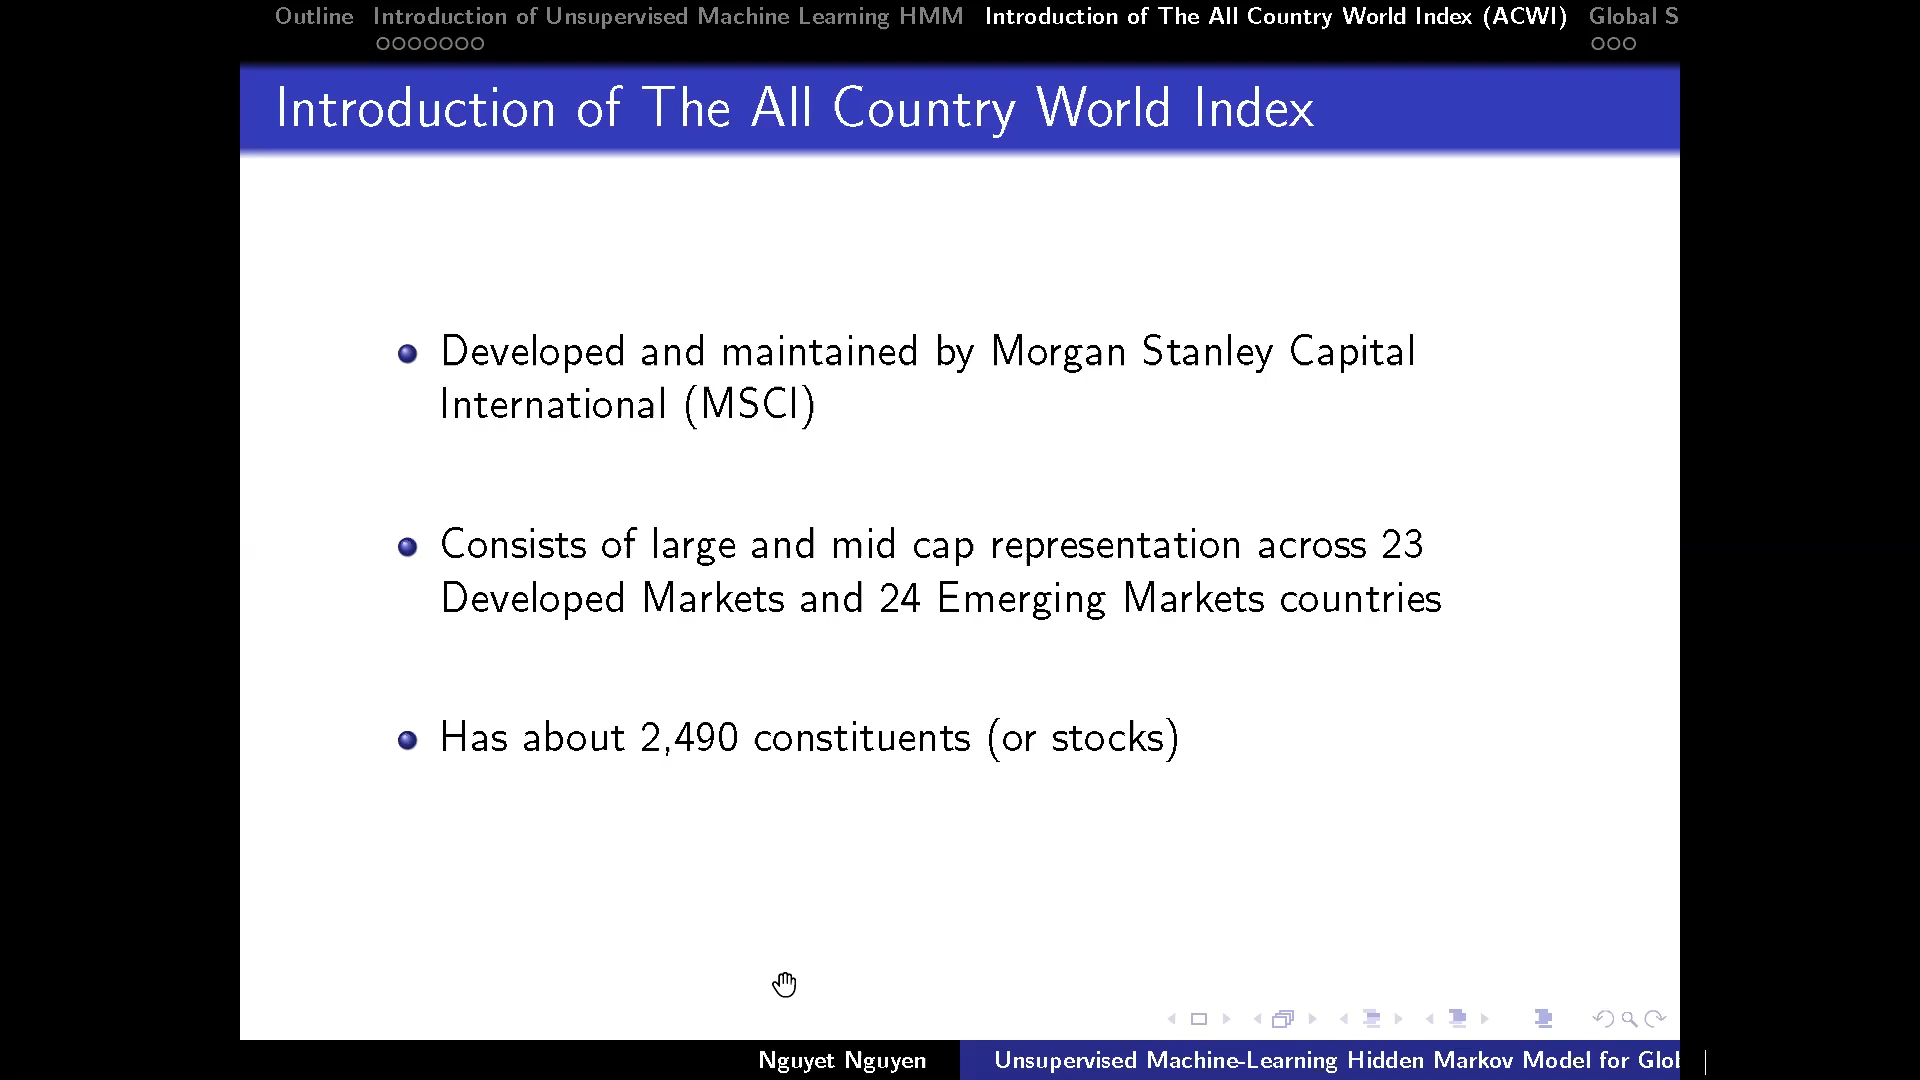 Outline Introduction of Unsupervised Machine Learning HMM Introduction of The All Country World Index (ACWI) Global S
Introduction of The All Country World Index
Developed and maintained by Morgan Stanley Capital
International (MSCI)
Consists of large and mid cap representation across 23
Developed Markets and 24 Emerging Markets countries
Has about 2,490 constituents (or stocks)
Nguyet Nguyen Unsupervised Machine-Learning Hidden Markov Model for Glob